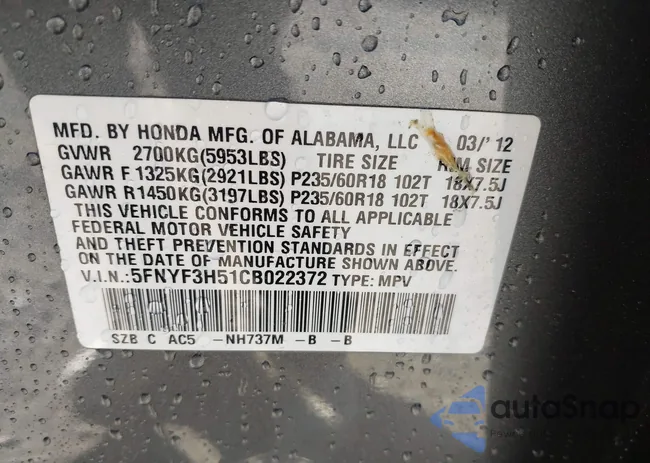 MFD. BY HONDA MFG. OF ALABAMA, LLC 03/'12
GVWR 2700KG(5953LBS) TIRE SIZE RIM SIZE
GAWR F 1325KG(2921LBS) P235/60R18 102T 18X7.5J
GAWR R 1450KG(3197LBS) P235/60R18 102T 18X7.5J
THIS VEHICLE CONFORMS TO ALL APPLICABLE
FEDERAL MOTOR VEHICLE SAFETY
AND THEFT PREVENTION STANDARDS IN EFFECT
ON THE DATE OF MANUFACTURE SHOWN ABOVE.
V.I.N.:5FNYF3H51CB022372 TYPE: MPV
SZB C AC5 -NH737M -B -B
autoSnap